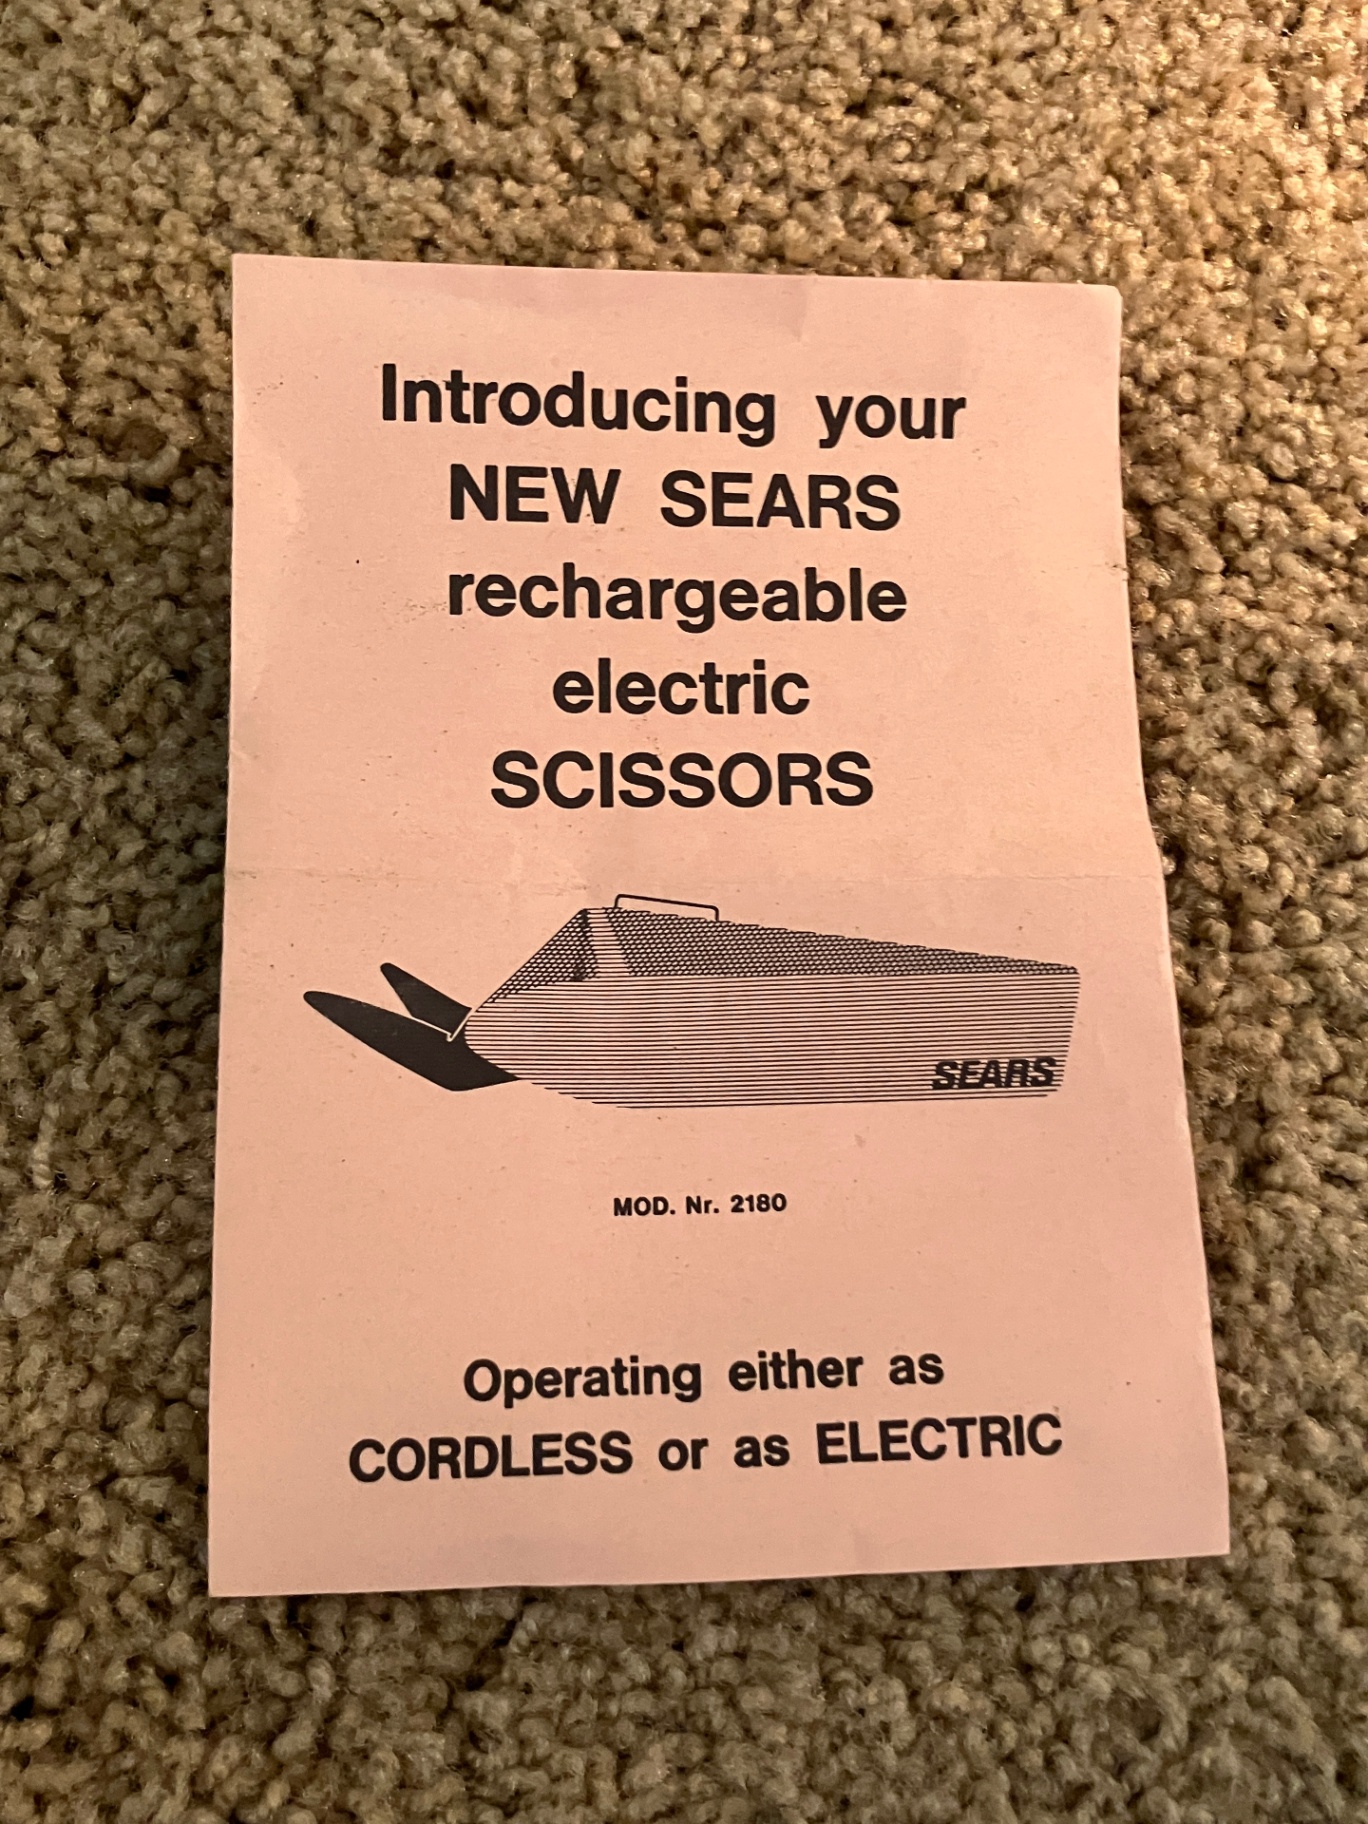 Introducing your
NEW SEARS
rechargeable
electric
SCISSORS
SEARS
MOD. Nr. 2180
Operating either as
CORDLESS or as ELECTRIC